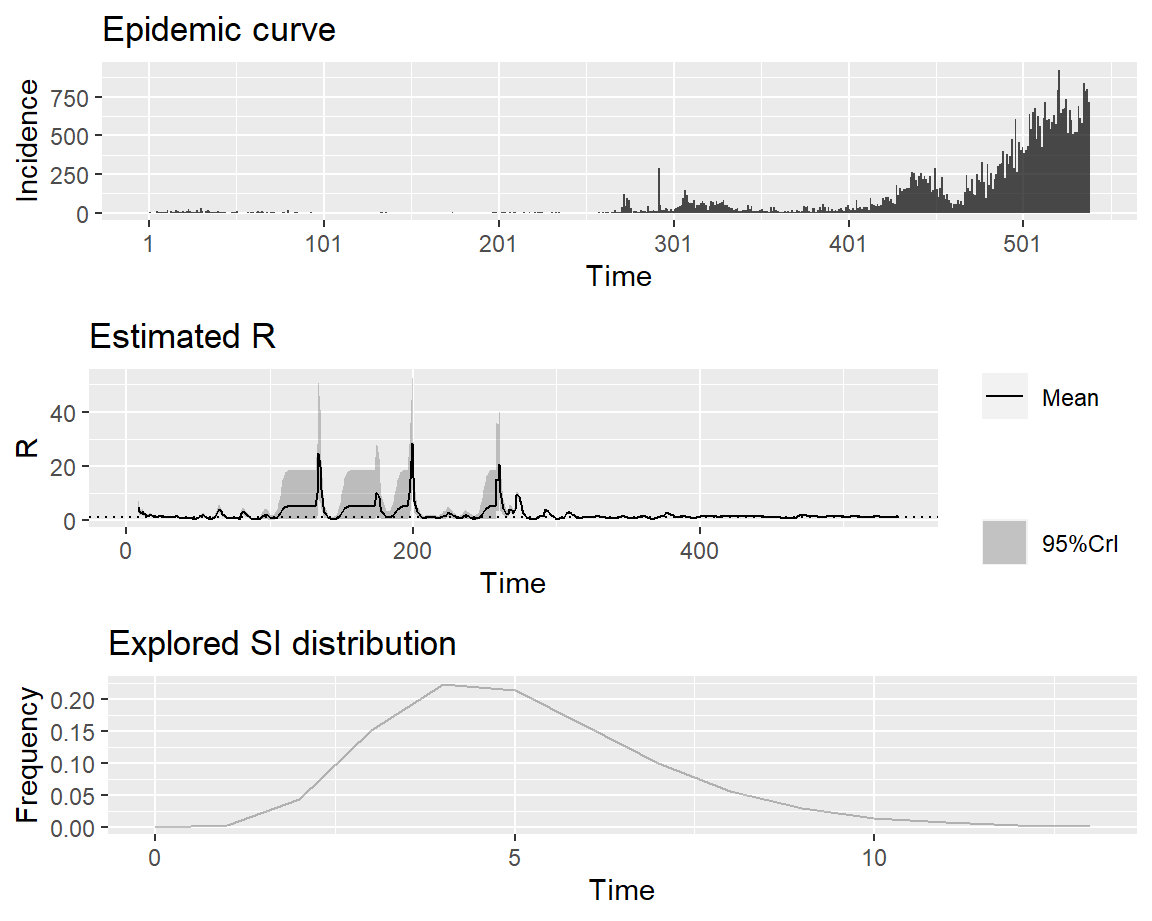 Epidemic curve
Incidence
750
500
250
0
1 101 201 301 401 501
Time
Estimated R
R
40
20
0
0 200 400
Time
Mean
95%CrI
Explored SI distribution
Frequency
0.20
0.15
0.10
0.05
0.00
0 5 10
Time